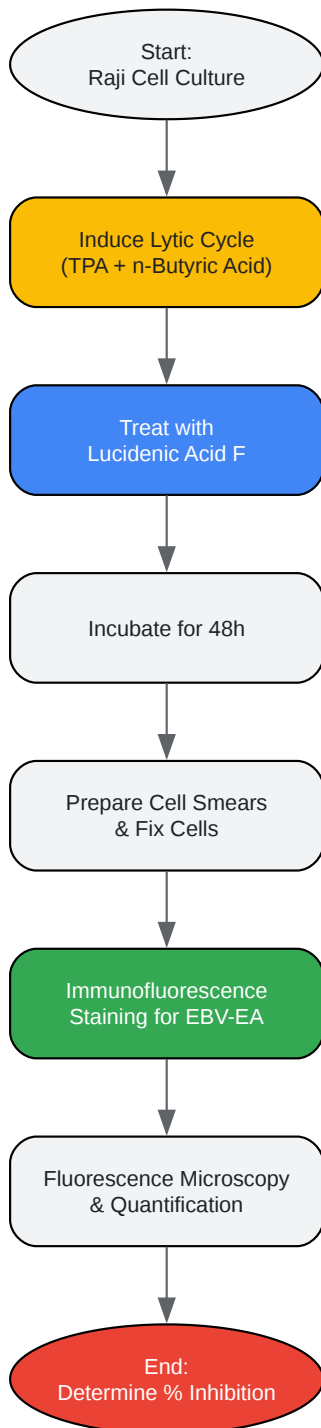 Start:
Raji Cell Culture
Induce Lytic Cycle
(TPA + n-Butyric Acid)
Treat with
Lucidenic Acid F
Incubate for 48h
Prepare Cell Smears
& Fix Cells
Immunofluorescence
Staining for EBV-EA
Fluorescence Microscopy
& Quantification
End:
Determine % Inhibition